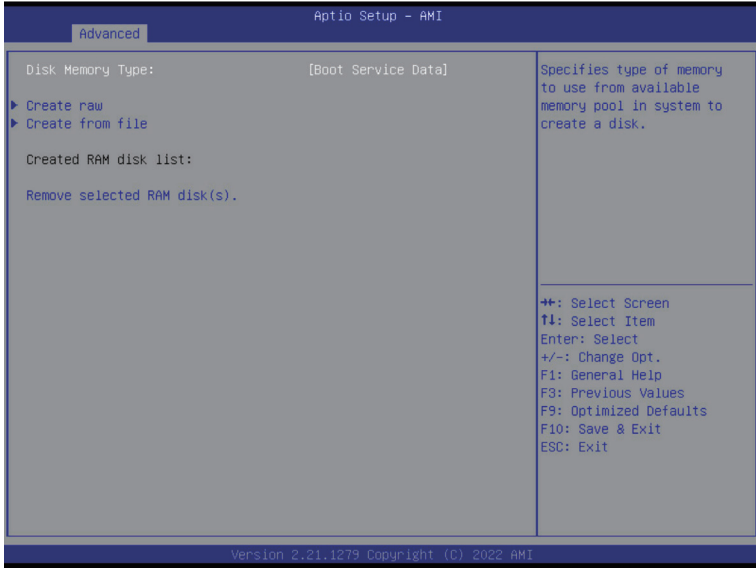 Aptio Setup – AMI
Advanced
Disk Memory Type: [Boot Service Data]
Create raw
Create from file
Created RAM disk list:
Remove selected RAM disk(s).
Specifies type of memory
to use from available
memory pool in system to
create a disk.
→←: Select Screen
↑↓: Select Item
Enter: Select
+/-: Change Opt.
F1: General Help
F3: Previous Values
F9: Optimized Defaults
F10: Save & Exit
ESC: Exit
Version 2.21.1279 Copyright (C) 2022 AMI